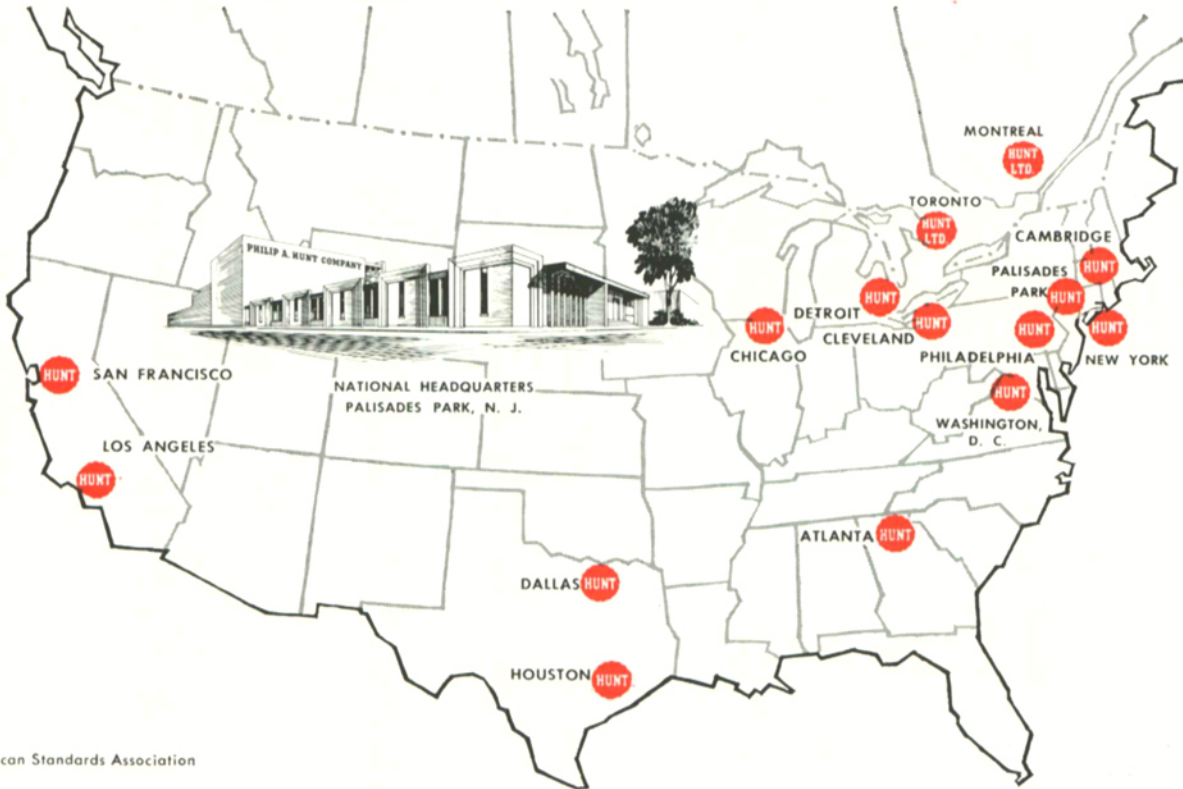 MONTREAL
HUNT
LTD.
TORONTO
HUNT
LTD.
CAMBRIDGE
HUNT
PHILIP A. HUNT COMPANY
PALISADES
PARK
HUNT
DETROIT
HUNT
CLEVELAND
HUNT
CHICAGO
HUNT
PHILADELPHIA
HUNT
NEW YORK
HUNT
SAN FRANCISCO
HUNT
NATIONAL HEADQUARTERS
PALISADES PARK, N. J.
WASHINGTON,
D. C.
HUNT
LOS ANGELES
HUNT
ATLANTA
HUNT
DALLAS
HUNT
HOUSTON
HUNT
can Standards Association